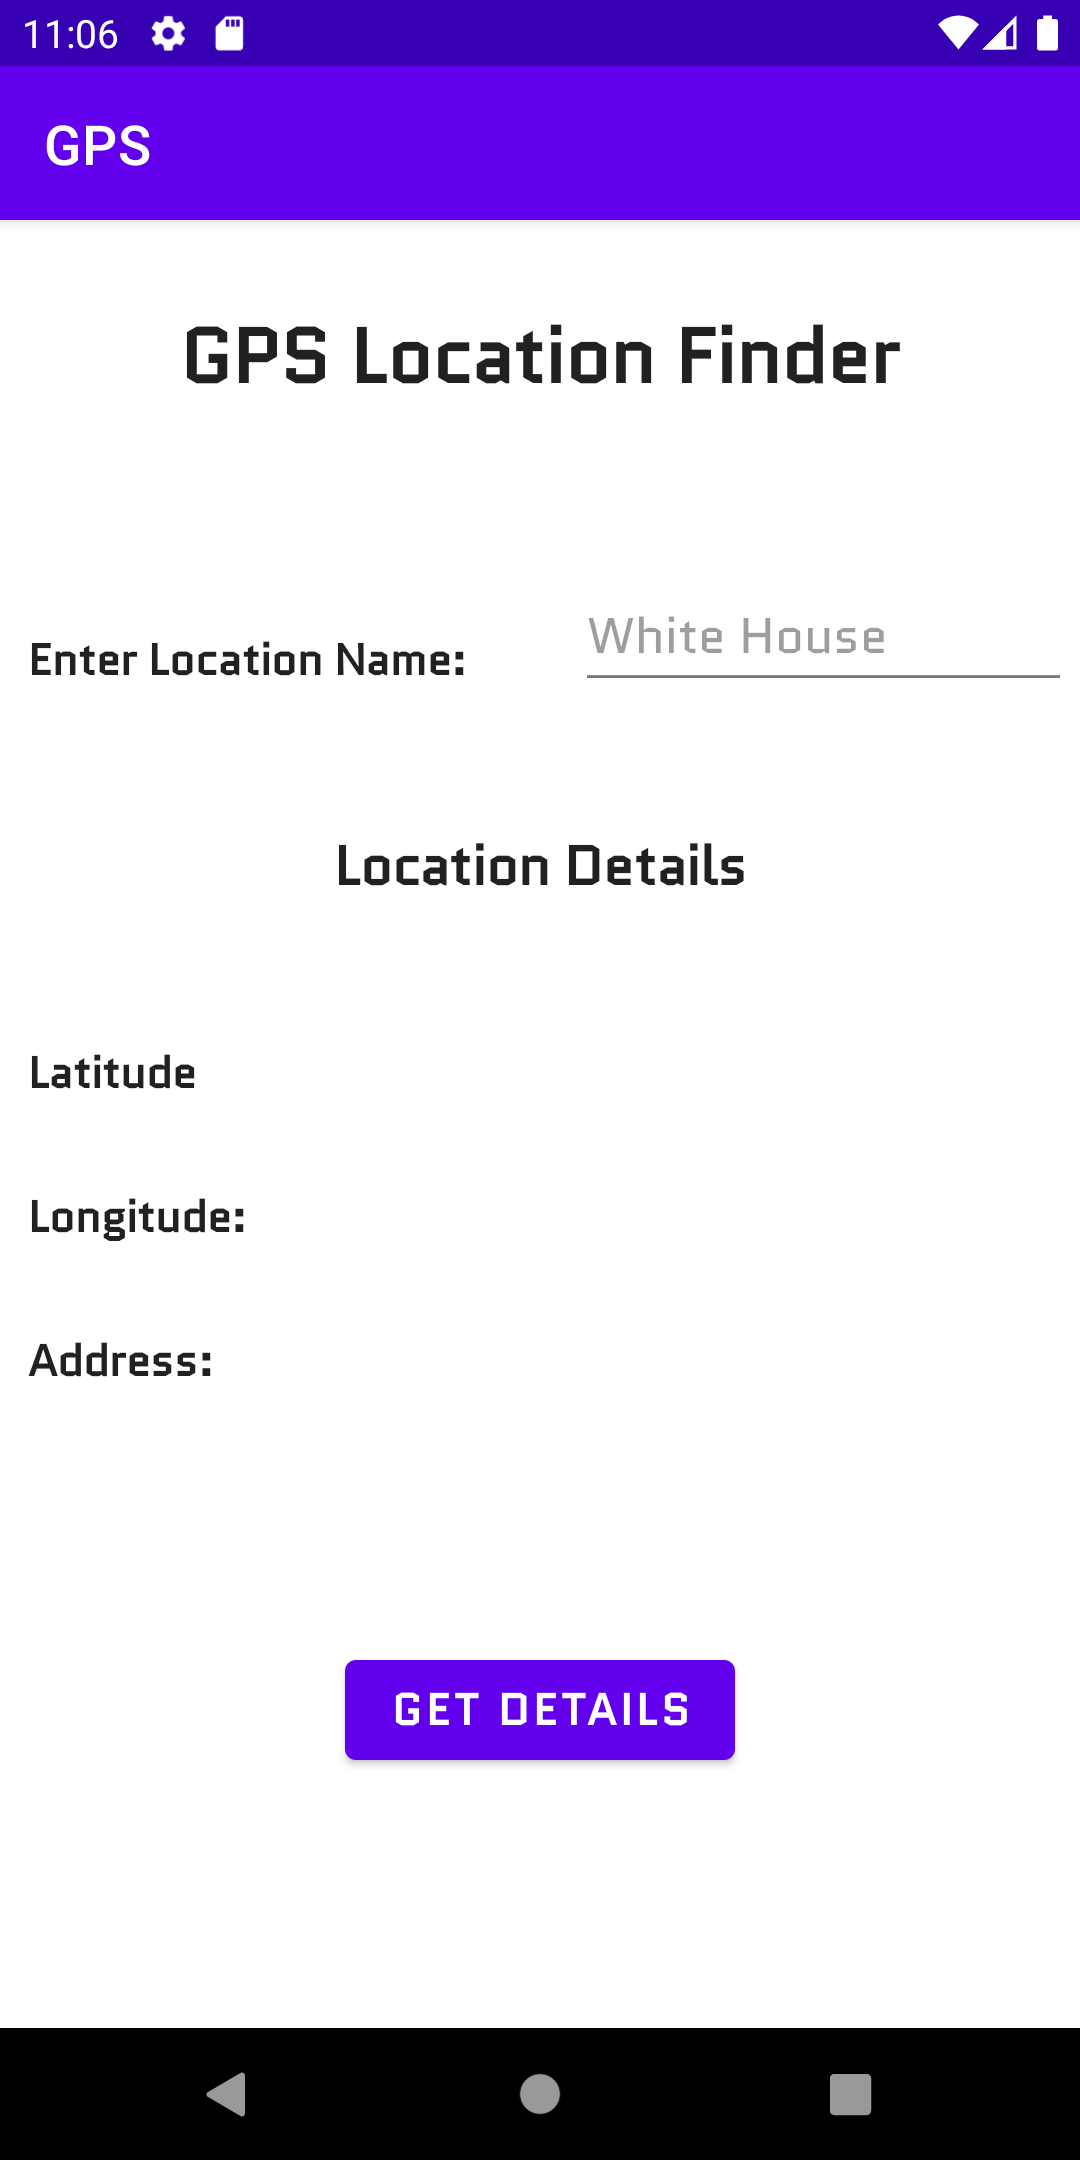 11:06
GPS
GPS Location Finder
Enter Location Name:
White House
Location Details
Latitude
Longitude:
Address:
GET DETAILS